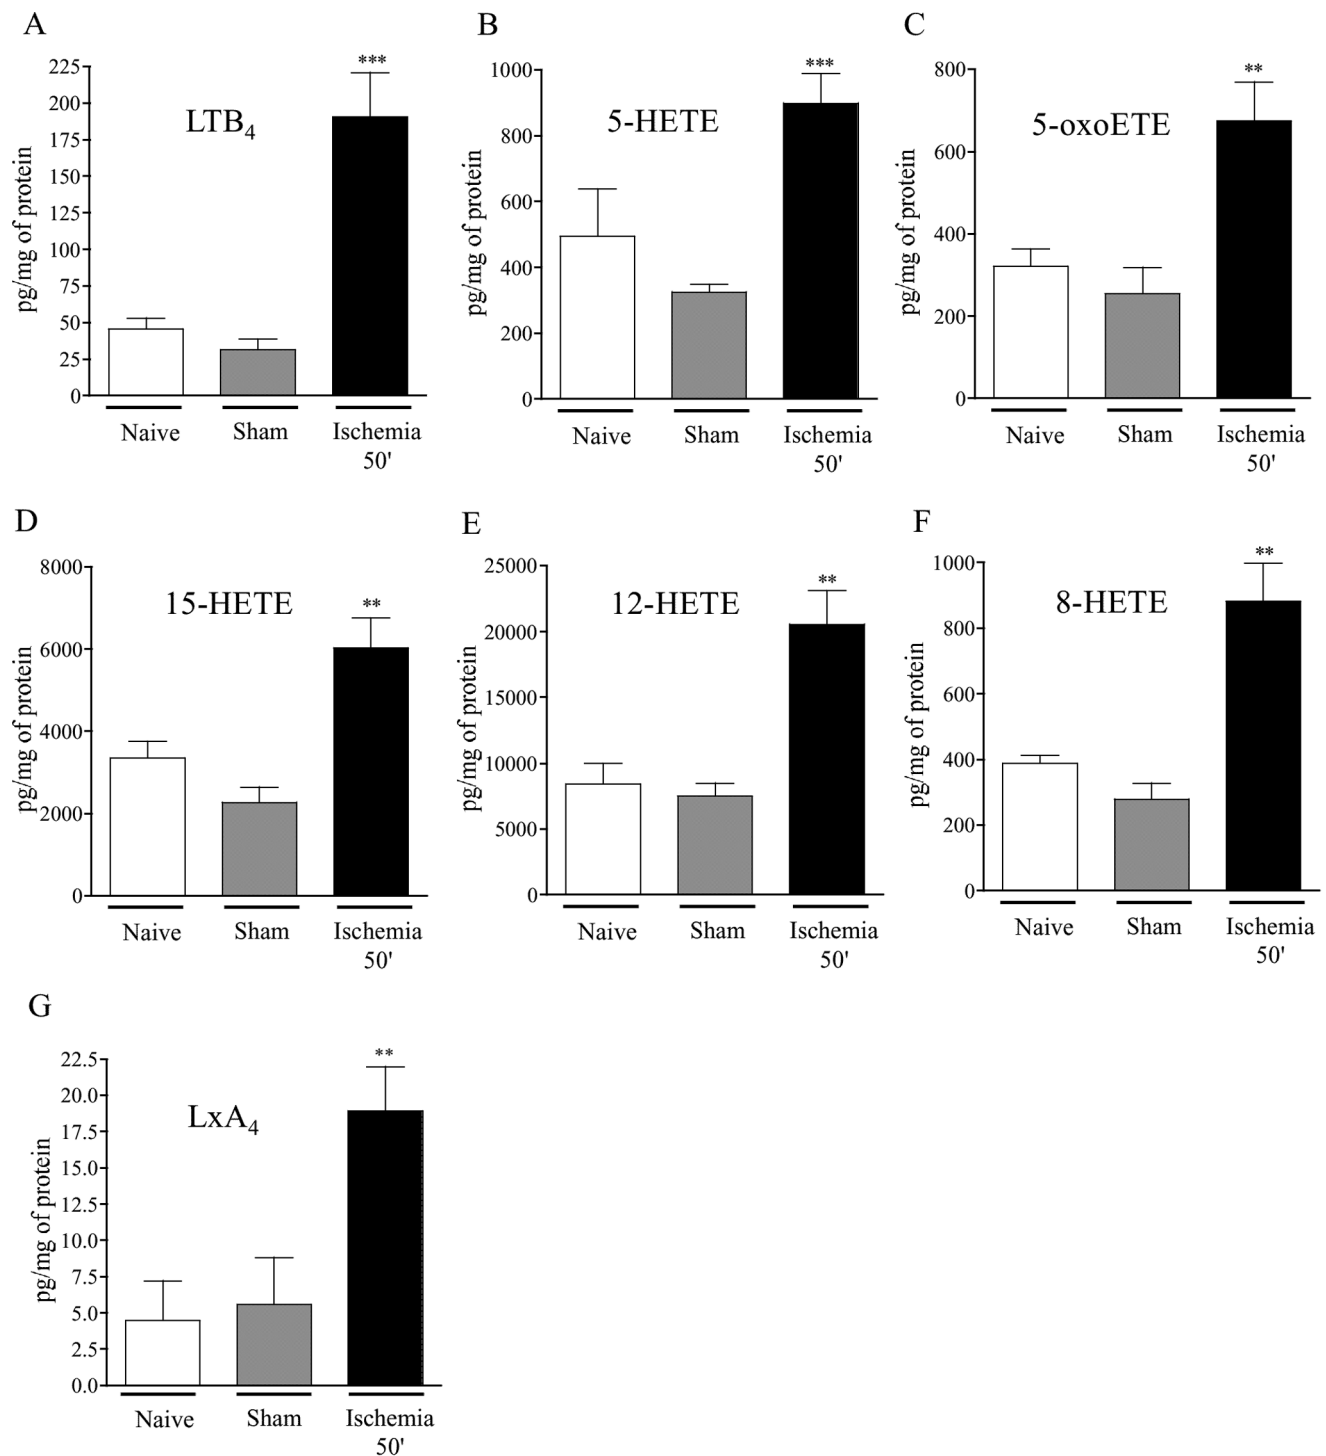 A
225
200
175
150
125
100
75
50
25
0
pg/mg of protein
LTB4
***
Naive
Sham
Ischemia
50'
B
1000
800
600
400
200
0
pg/mg of protein
5-HETE
***
Naive
Sham
Ischemia
50'
C
800
600
400
200
0
pg/mg of protein
5-oxoETE
**
Naive
Sham
Ischemia
50'
D
8000
6000
4000
2000
0
pg/mg of protein
15-HETE
**
Naive
Sham
Ischemia
50'
E
25000
20000
15000
10000
5000
0
pg/mg of protein
12-HETE
**
Naive
Sham
Ischemia
50'
F
1000
800
600
400
200
0
pg/mg of protein
8-HETE
**
Naive
Sham
Ischemia
50'
G
22.5
20.0
17.5
15.0
12.5
10.0
7.5
5.0
2.5
0.0
pg/mg of protein
LxA4
**
Naive
Sham
Ischemia
50'